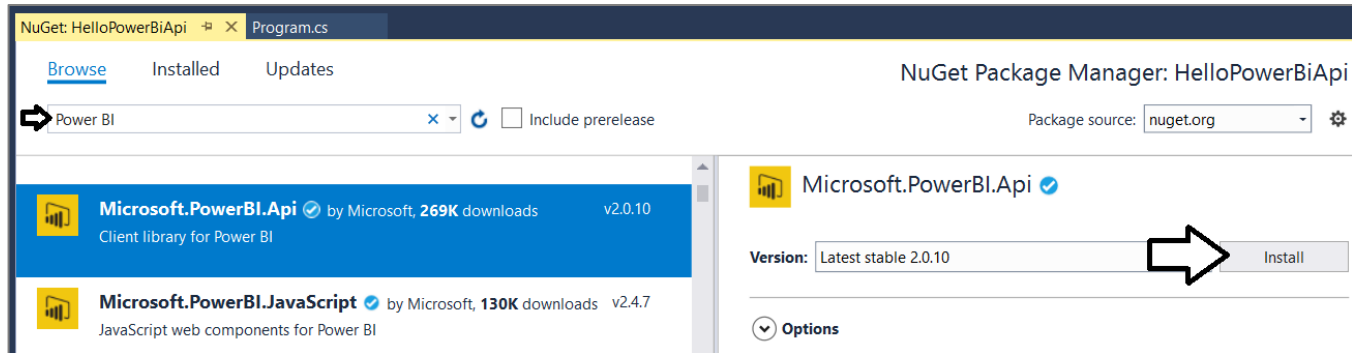 NuGet: HelloPowerBiApi Program.cs
Browse Installed Updates
NuGet Package Manager: HelloPowerBiApi
Power BI Include prerelease
Package source: nuget.org
Microsoft.PowerBI.Api by Microsoft, 269K downloads v2.0.10
Client library for Power BI
Microsoft.PowerBI.JavaScript by Microsoft, 130K downloads v2.4.7
JavaScript web components for Power BI
Microsoft.PowerBI.Api
Version: Latest stable 2.0.10 Install
Options